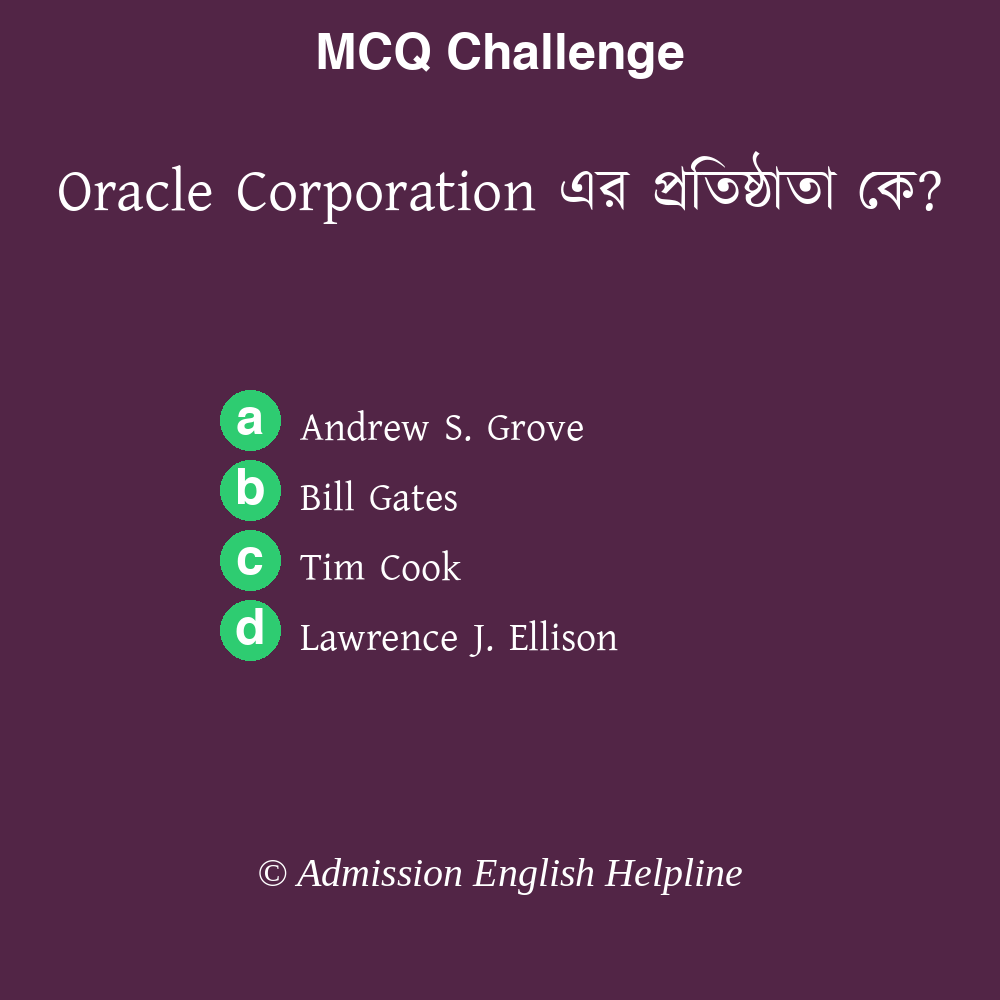 MCQ Challenge
Oracle Corporation এর প্রতিষ্ঠাতা কে?
a Andrew S. Grove
b Bill Gates
c Tim Cook
d Lawrence J. Ellison
© Admission English Helpline